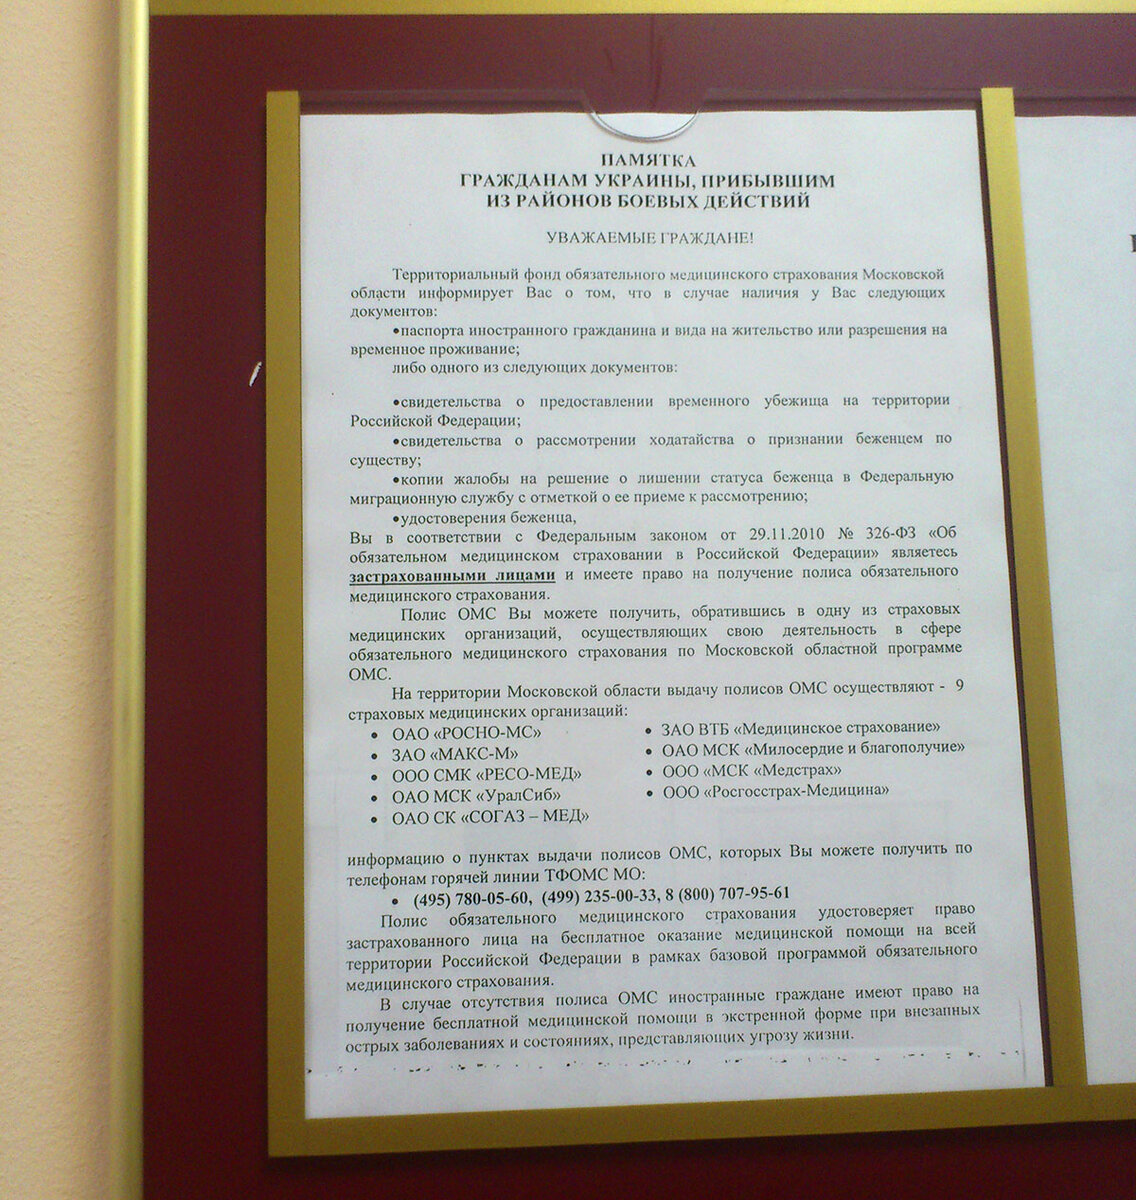 ПАМЯТКА
ГРАЖДАНАМ УКРАИНЫ, ПРИБЫВШИМ
ИЗ РАЙОНОВ БОЕВЫХ ДЕЙСТВИЙ
УВАЖАЕМЫЕ ГРАЖДАНЕ!
Территориальный фонд обязательного медицинского страхования Московской
области информирует Вас о том, что в случае наличия у Вас следующих
документов:
•паспорта иностранного гражданина и вида на жительство или разрешения на
временное проживание;
либо одного из следующих документов:
•свидетельства о предоставлении временного убежища на территории
Российской Федерации;
•свидетельства о рассмотрении ходатайства о признании беженцем по
существу;
•копии жалобы на решение о лишении статуса беженца в Федеральную
миграционную службу с отметкой о ее приеме к рассмотрению;
•удостоверения беженца,
Вы в соответствии с Федеральным законом от 29.11.2010 № 326-ФЗ «Об
обязательном медицинском страховании в Российской Федерации» являетесь
застрахованными лицами и имеете право на получение полиса обязательного
медицинского страхования.
Полис ОМС Вы можете получить, обратившись в одну из страховых
медицинских организаций, осуществляющих свою деятельность в сфере
обязательного медицинского страхования по Московской областной программе
ОМС.
На территории Московской области выдачу полисов ОМС осуществляют - 9
страховых медицинских организаций:
• ОАО «РОСНО-МС»
• ЗАО «МАКС-М»
• ООО СМК «РЕСО-МЕД»
• ОАО МСК «УралСиб»
• ОАО СК «СОГАЗ – МЕД»
• ЗАО ВТБ «Медицинское страхование»
• ОАО МСК «Милосердие и благополучие»
• ООО «МСК «Медстрах»
• ООО «Росгосстрах-Медицина»
информацию о пунктах выдачи полисов ОМС, которых Вы можете получить по
телефонам горячей линии ТФОМС МО:
• (495) 780-05-60, (499) 235-00-33, 8 (800) 707-95-61
Полис обязательного медицинского страхования удостоверяет право
застрахованного лица на бесплатное оказание медицинской помощи на всей
территории Российской Федерации в рамках базовой программой обязательного
медицинского страхования.
В случае отсутствия полиса ОМС иностранные граждане имеют право на
получение бесплатной медицинской помощи в экстренной форме при внезапных
острых заболеваниях и состояниях, представляющих угрозу жизни.